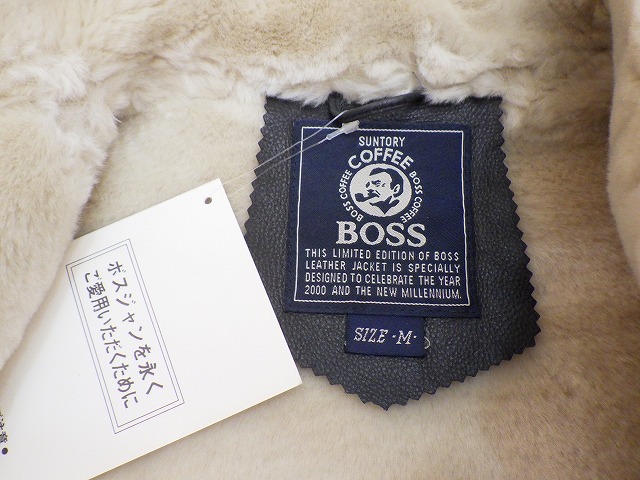 SUNTORY
COFFEE
BOSS COFFEE
BOSS COFFEE
BOSS
THIS LIMITED EDITION OF BOSS
LEATHER JACKET IS SPECIALLY
DESIGNED TO CELEBRATE THE YEAR
2000 AND THE NEW MILLENNIUM.
SIZE -M-
ボスジャンを永く
ご愛用いただくために